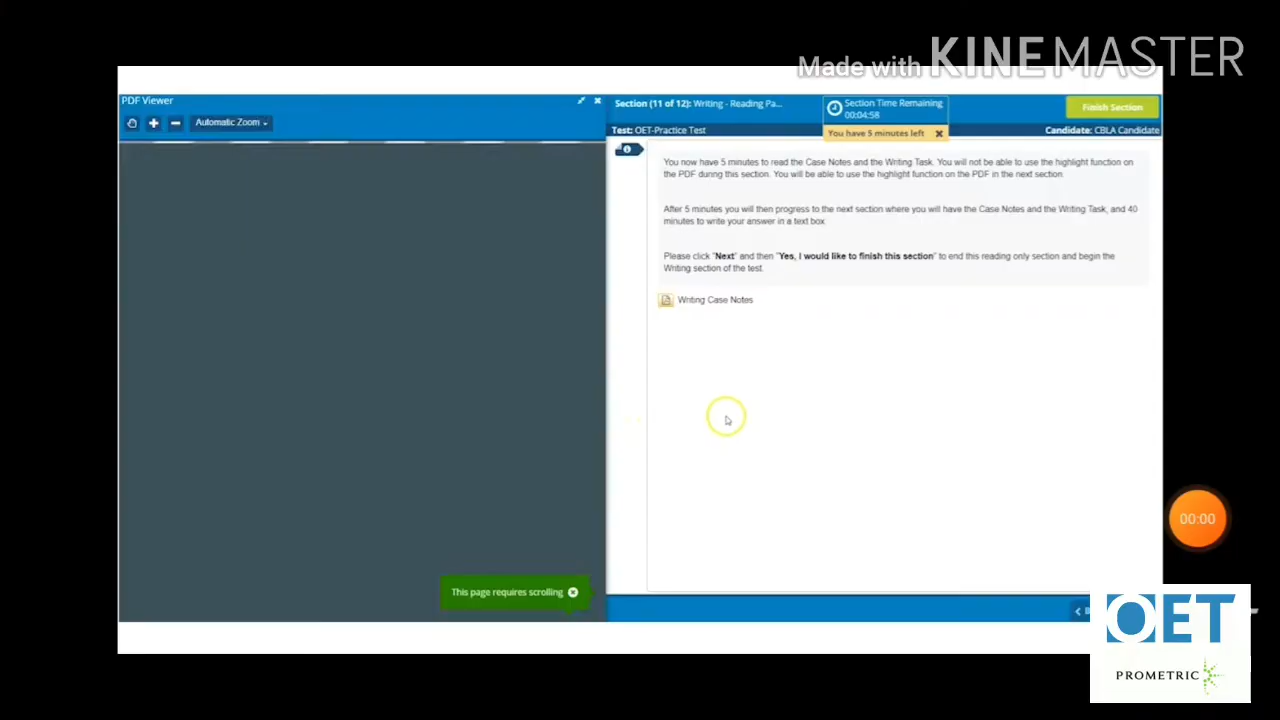 Made with KINEMASTER
PDF Viewer
Automatic Zoom
Section (11 of 12): Writing - Reading Pa...
Section Time Remaining
00:04:58
Finish Section
Test: OET-Practice Test
You have 5 minutes left
Candidate: CBLA Candidate
You now have 5 minutes to read the Case Notes and the Writing Task. You will not be able to use the highlight function on
the PDF during this section. You will be able to use the highlight function on the PDF in the next section.
After 5 minutes you will then progress to the next section where you will have the Case Notes and the Writing Task, and 40
minutes to write your answer in a text box.
Please click "Next" and then "Yes, I would like to finish this section" to end this reading only section and begin the
Writing section of the test.
Writing Case Notes
00:00
This page requires scrolling
OET
PROMETRIC